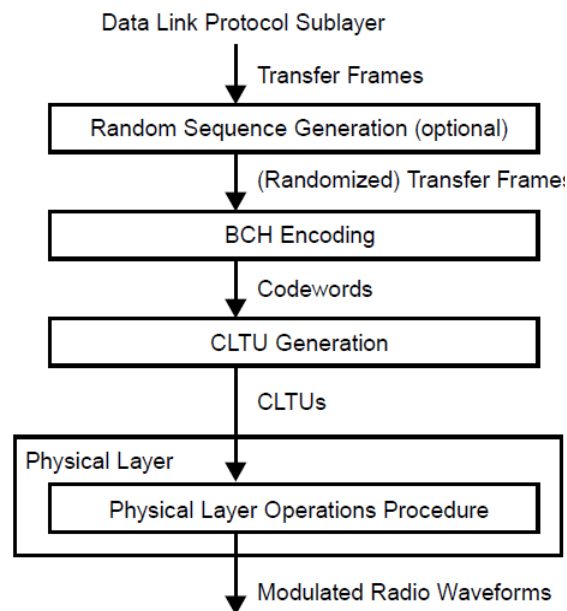 Data Link Protocol Sublayer
Transfer Frames
Random Sequence Generation (optional)
(Randomized) Transfer Frames
BCH Encoding
Codewords
CLTU Generation
CLTUs
Physical Layer
Physical Layer Operations Procedure
Modulated Radio Waveforms